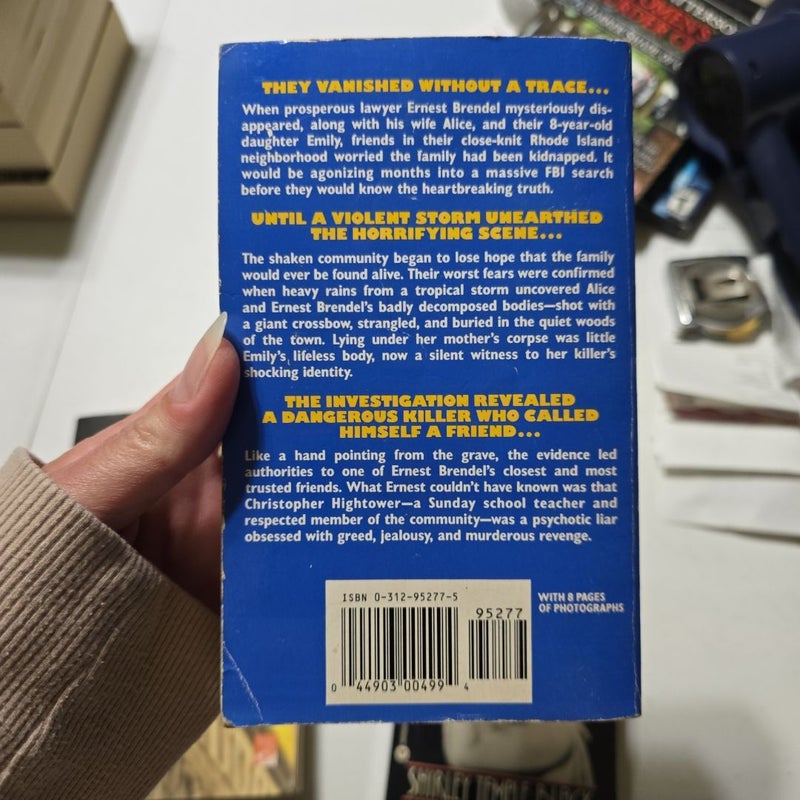 THEY VANISHED WITHOUT A TRACE...
When prosperous lawyer Ernest Brendel mysteriously dis-
appeared, along with his wife Alice, and their 8-year-old
daughter Emily, friends in their close-knit Rhode Island
neighborhood worried the family had been kidnapped. It
would be agonizing months into a massive FBI search
before they would know the heartbreaking truth.
UNTIL A VIOLENT STORM UNEARTHED
THE HORRIFYING SCENE...
The shaken community began to lose hope that the family
would ever be found alive. Their worst fears were confirmed
when heavy rains from a tropical storm uncovered Alice
and Ernest Brendel's badly decomposed bodies—shot with
a giant crossbow, strangled, and buried in the quiet woods
of the town. Lying under her mother's corpse was little
Emily's lifeless body, now a silent witness to her killer's
shocking identity.
THE INVESTIGATION REVEALED
A DANGEROUS KILLER WHO CALLED
HIMSELF A FRIEND...
Like a hand pointing from the grave, the evidence led
authorities to one of Ernest Brendel's closest and most
trusted friends. What Ernest couldn't have known was that
Christopher Hightower—a Sunday school teacher and
respected member of the community—was a psychotic liar
obsessed with greed, jealousy, and murderous revenge.
ISBN 0-312-95277-5
95277
WITH 8 PAGES
OF PHOTOGRAPHS
0 44903 00499 4
SHIRLEY TEMPLE BLACK